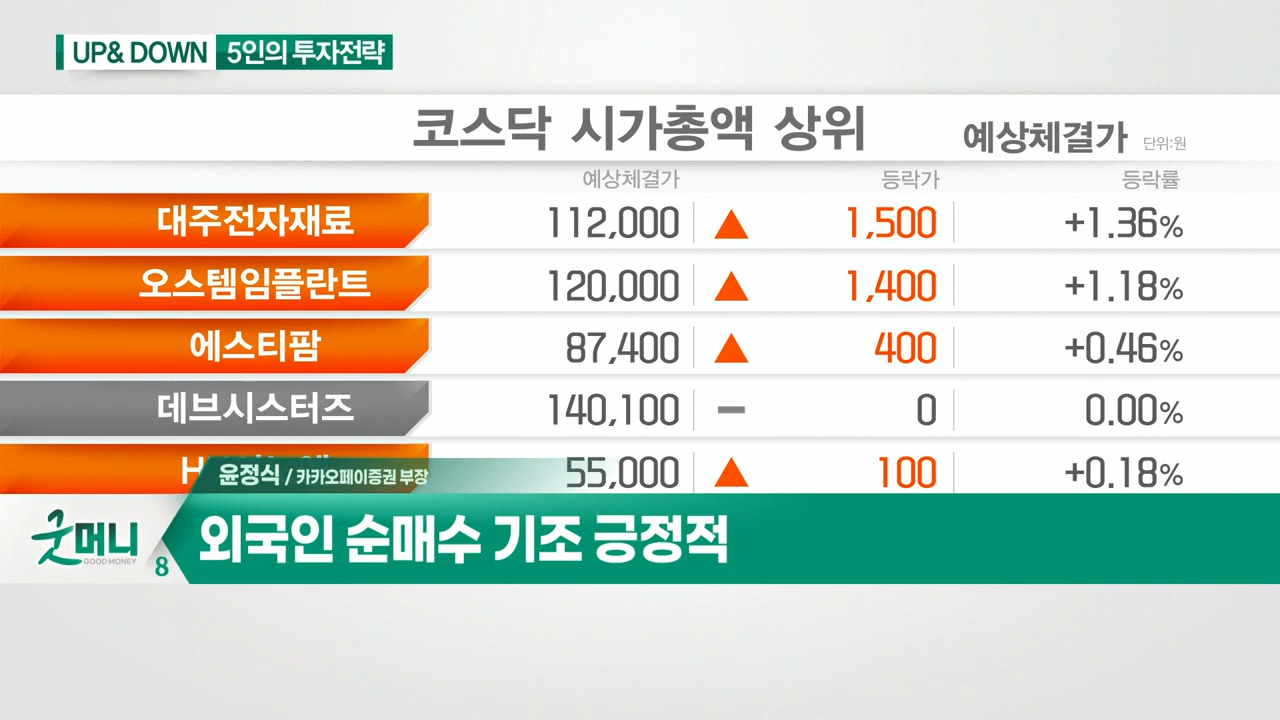 UP& DOWN 5인의 투자전략
코스닥 시가총액 상위 예상체결가 단위:원
예상체결가 등락가 등락률
대주전자재료 112,000 ▲ 1,500 +1.36%
오스템임플란트 120,000 ▲ 1,400 +1.18%
에스티팜 87,400 ▲ 400 +0.46%
데브시스터즈 140,100 – 0 0.00%
55,000 ▲ 100 +0.18%
윤정식 / 카카오페이증권 부장
외국인 순매수 기조 긍정적
굿머니
GOOD MONEY
8